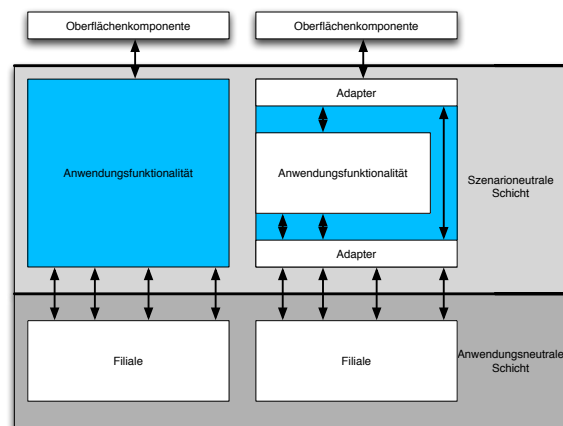 Oberflächenkomponente
Oberflächenkomponente
Adapter
Anwendungsfunktionalität
Anwendungsfunktionalität
Szenarioneutrale
Schicht
Adapter
Filiale
Filiale
Anwendungsneutrale
Schicht